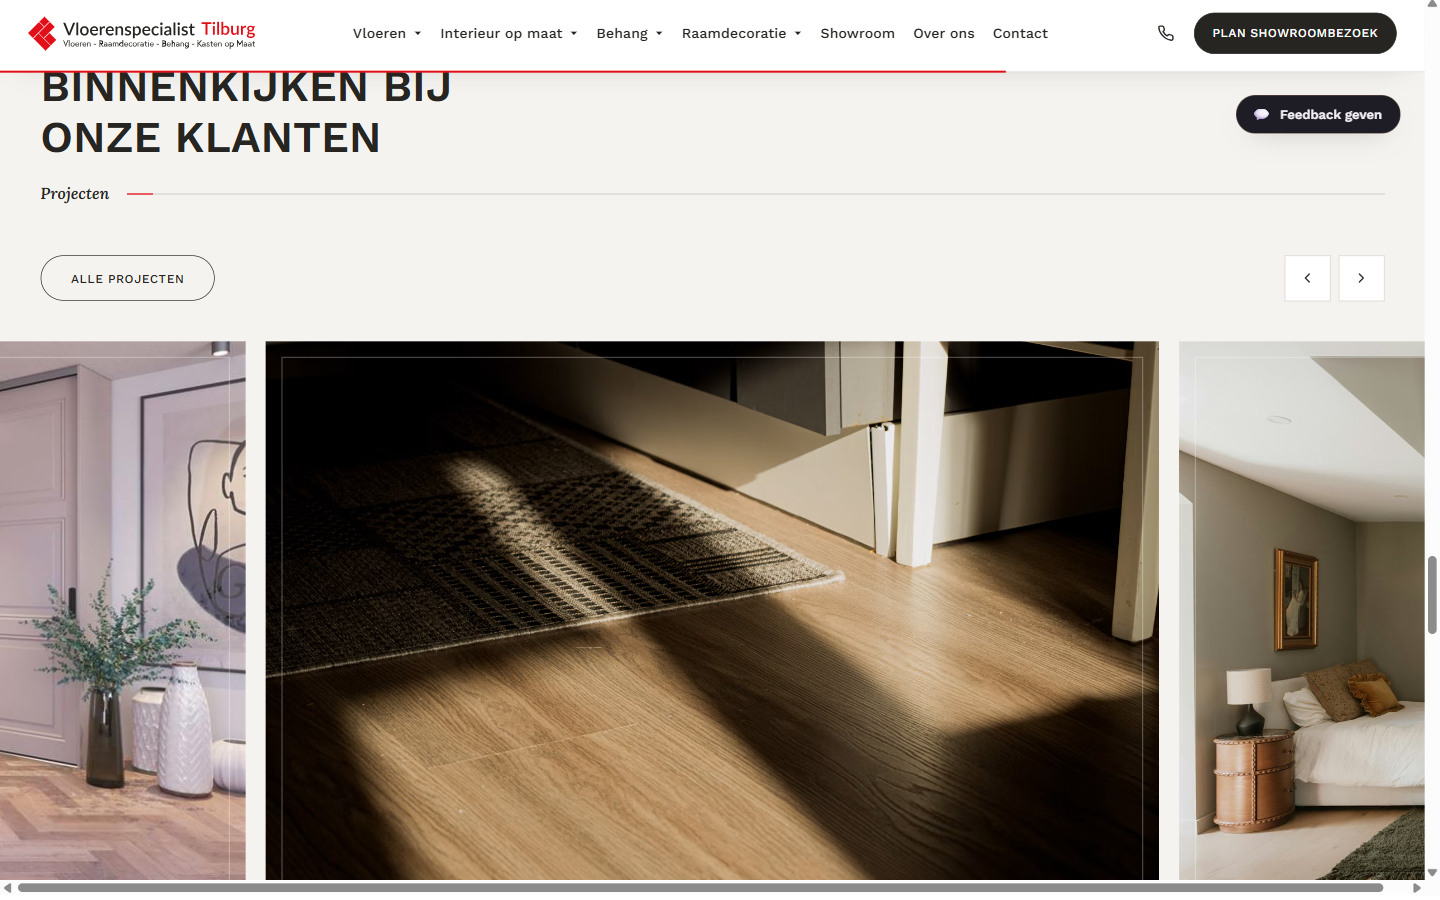 Vloerenspecialist Tilburg
Vloeren - Raamdecoratie - Behang - Kasten op Maat
Vloeren
Interieur op maat
Behang
Raamdecoratie
Showroom
Over ons
Contact
PLAN SHOWROOMBEZOEK
BINNENKIJKEN BIJ
ONZE KLANTEN
Feedback geven
Projecten
ALLE PROJECTEN